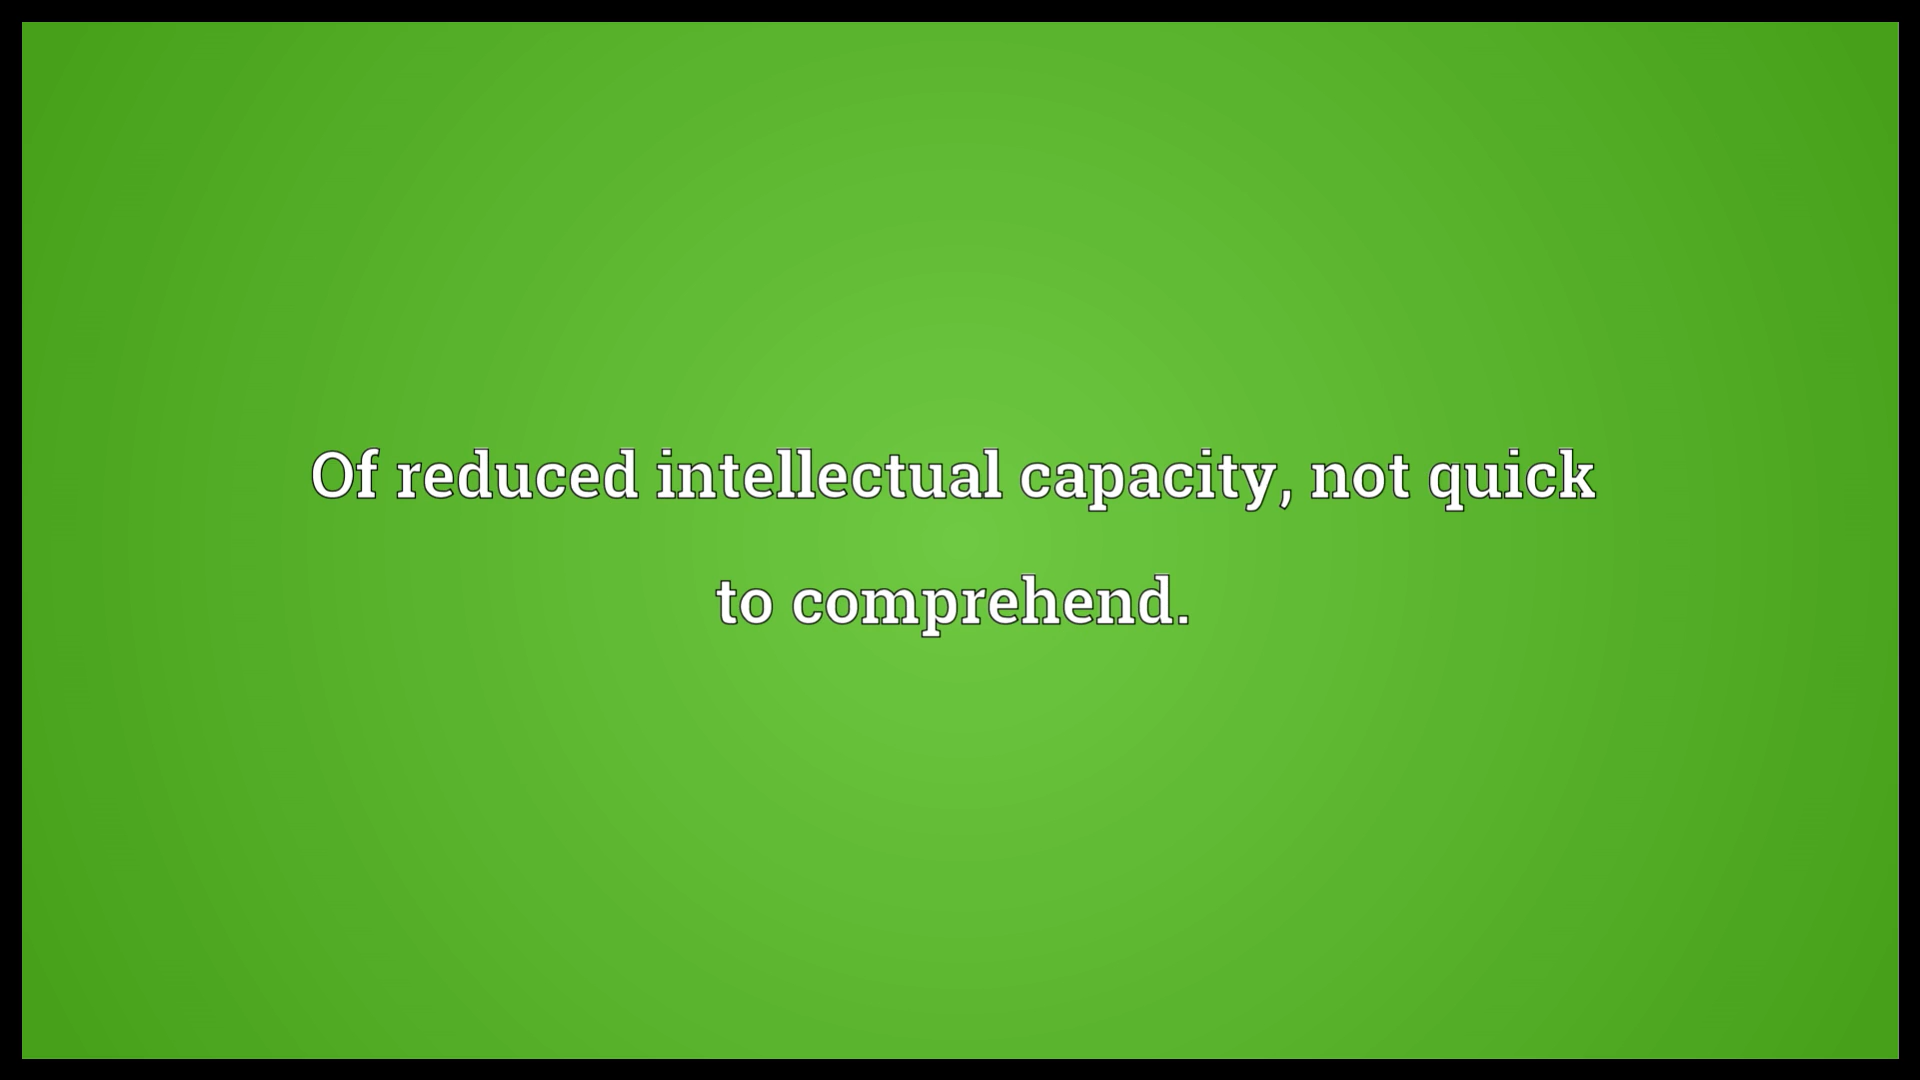 Of reduced intellectual capacity, not quick
to comprehend.